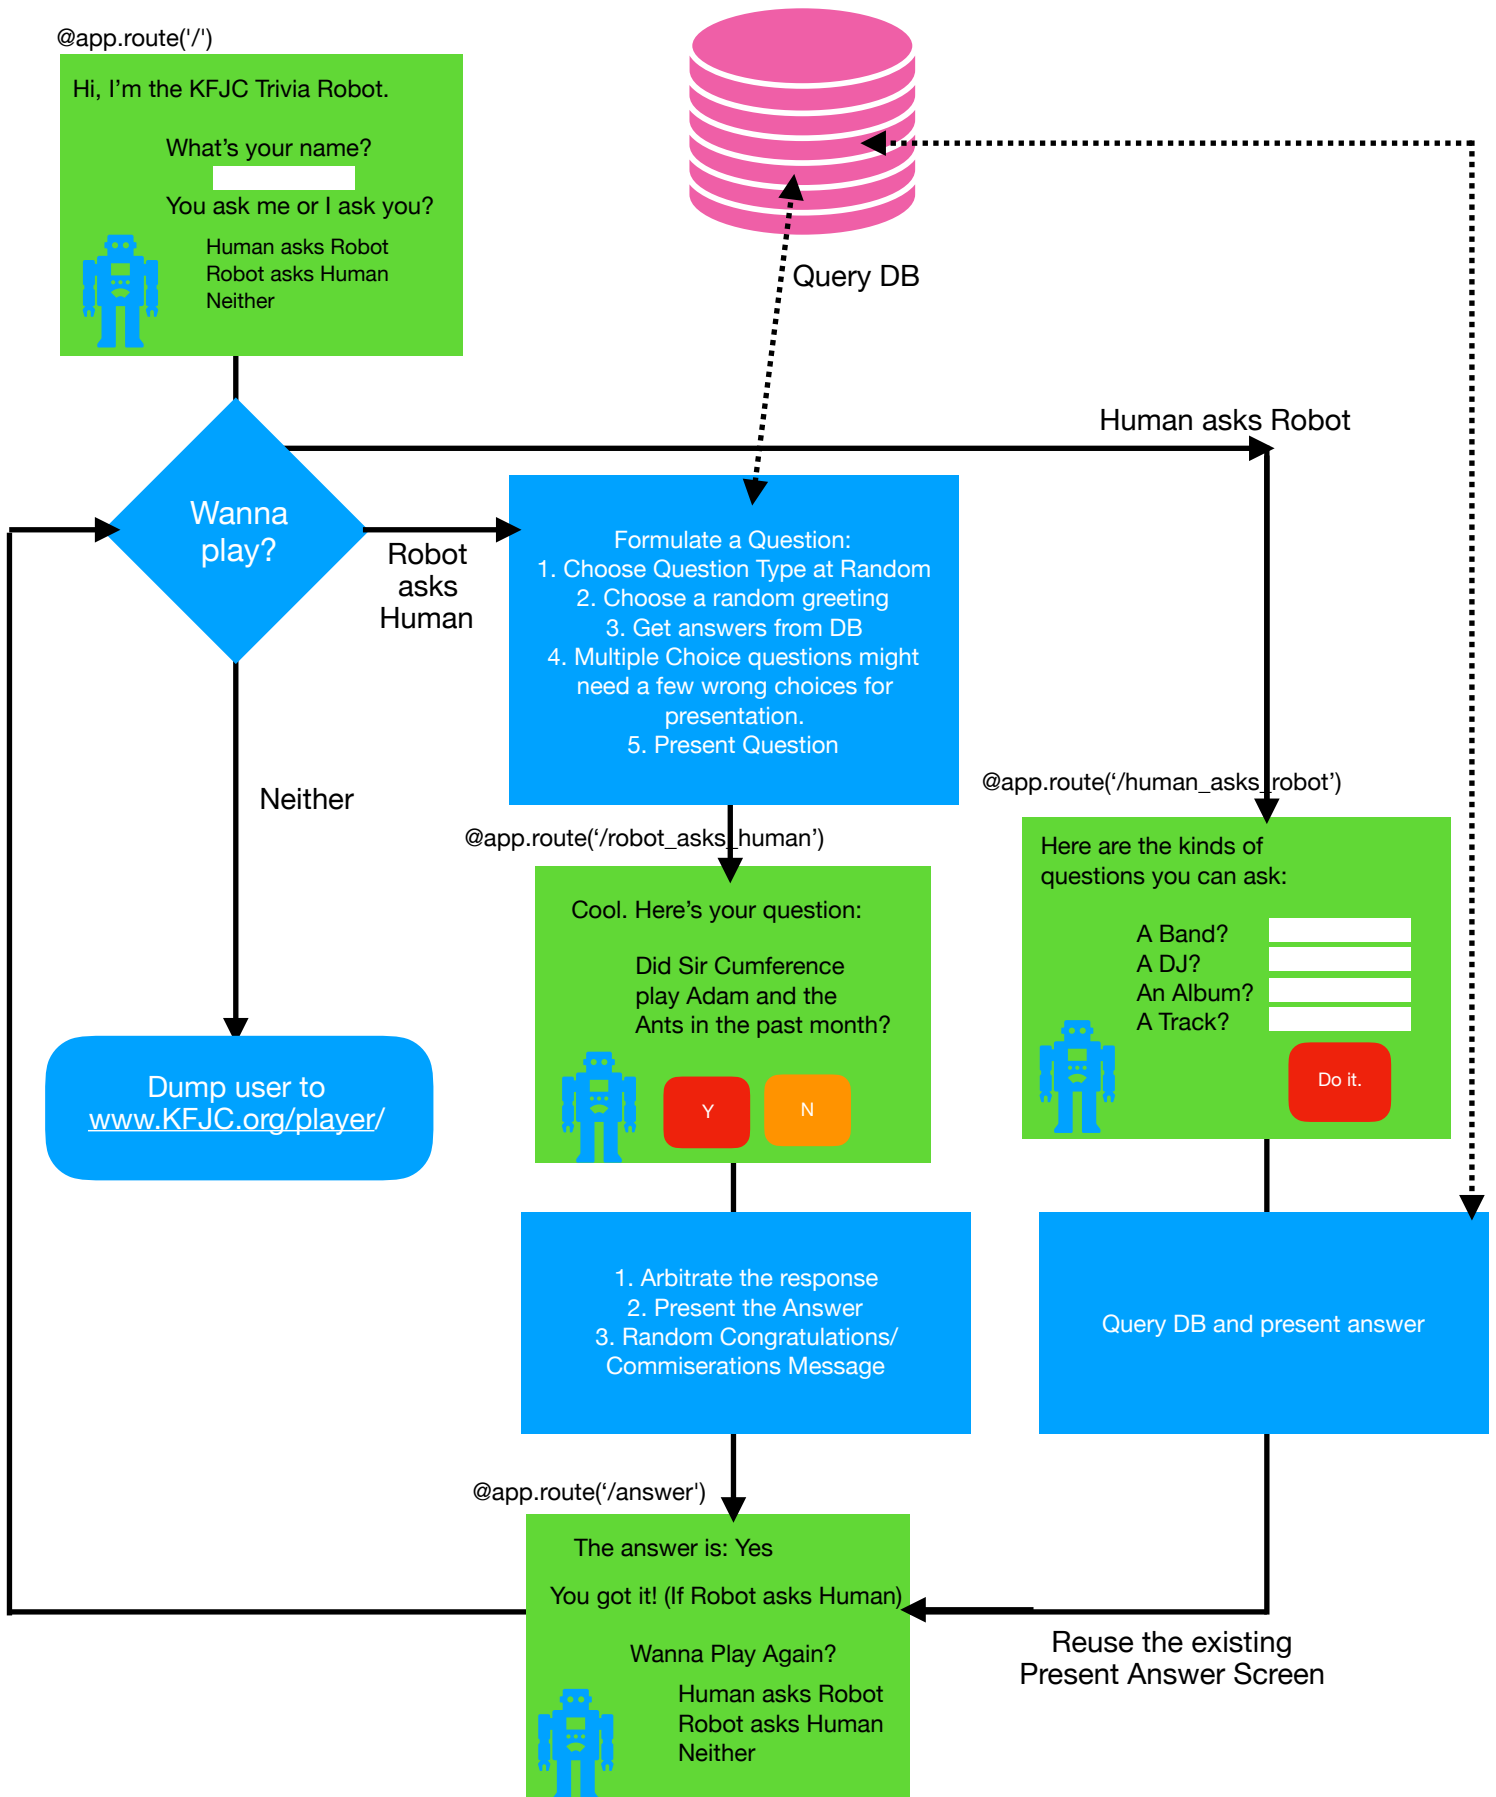 @app.route('/')
Hi, I’m the KFJC Trivia Robot.
What’s your name?
You ask me or I ask you?
Human asks Robot
Robot asks Human
Neither
Query DB
Human asks Robot
Wanna
play?
Robot
asks
Human
Formulate a Question:
1. Choose Question Type at Random
2. Choose a random greeting
3. Get answers from DB
4. Multiple Choice questions might
need a few wrong choices for
presentation.
5. Present Question
Neither
@app.route(‘/human_asks_robot’)
@app.route(‘/robot_asks_human’)
Here are the kinds of
questions you can ask:
A Band?
A DJ?
An Album?
A Track?
Do it.
Cool. Here’s your question:
Did Sir Cumference
play Adam and the
Ants in the past month?
Y
N
Dump user to
www.KFJC.org/player/
1. Arbitrate the response
2. Present the Answer
3. Random Congratulations/
Commiserations Message
Query DB and present answer
@app.route(‘/answer')
The answer is: Yes
You got it! (If Robot asks Human)
Wanna Play Again?
Human asks Robot
Robot asks Human
Neither
Reuse the existing
Present Answer Screen